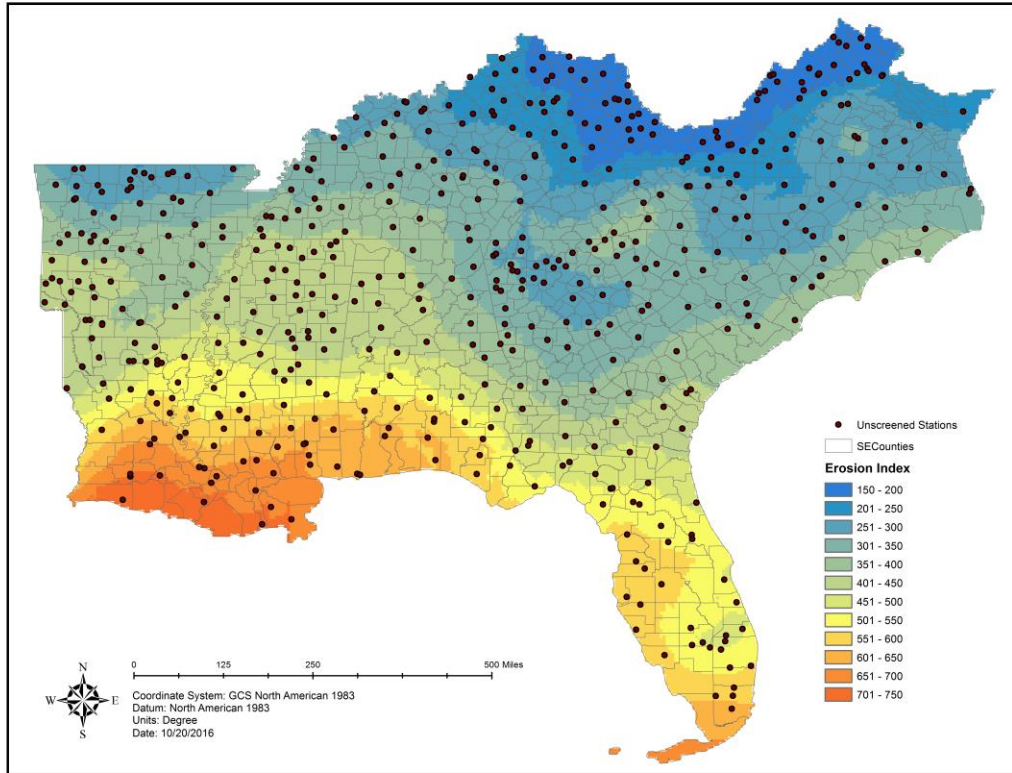 Unscreened Stations
SECounties
Erosion Index
150 - 200
201 - 250
251 - 300
301 - 350
351 - 400
401 - 450
451 - 500
501 - 550
551 - 600
601 - 650
651 - 700
701 - 750
N
W E
S
0 125 250 500 Miles
Coordinate System: GCS North American 1983
Datum: North American 1983
Units: Degree
Date: 10/20/2016